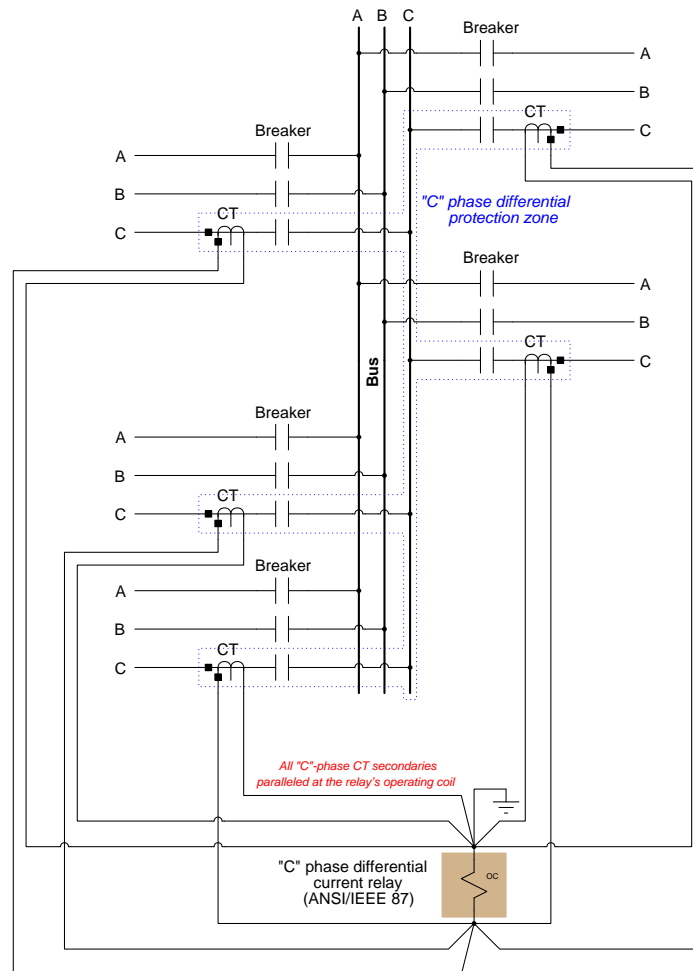 A B C
Breaker
A
B
CT
C
Breaker
A
B
CT
C
"C" phase differential
protection zone
Breaker
A
B
CT
C
Bus
Breaker
A
B
CT
C
Breaker
A
B
CT
C
All "C"-phase CT secondaries
paralleled at the relay's operating coil
"C" phase differential
current relay
(ANSI/IEEE 87)
OC